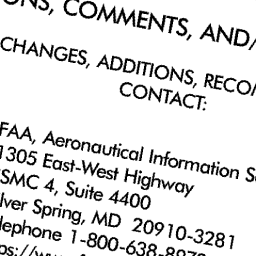 ONS, COMMENTS, AND/
CHANGES, ADDITIONS, RECO
CONTACT:
FAA, Aeronautical Information S
1305 East-West Highway
SMC 4, Suite 4400
lver Spring, MD 20910-3281
lephone 1-800-638-897